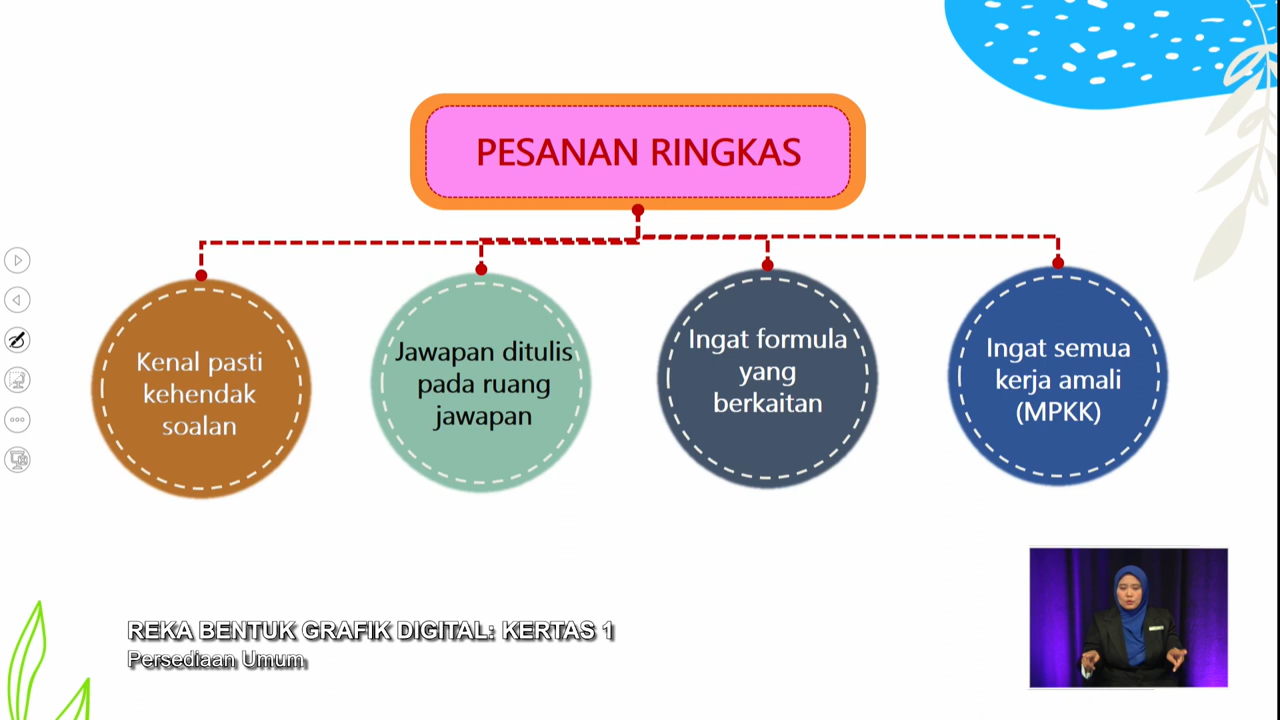 PESANAN RINGKAS
Kenal pasti
kehendak
soalan
Jawapan ditulis
pada ruang
jawapan
Ingat formula
yang
berkaitan
Ingat semua
kerja amali
(MPKK)
REKA BENTUK GRAFIK DIGITAL: KERTAS 1
Persediaan Umum